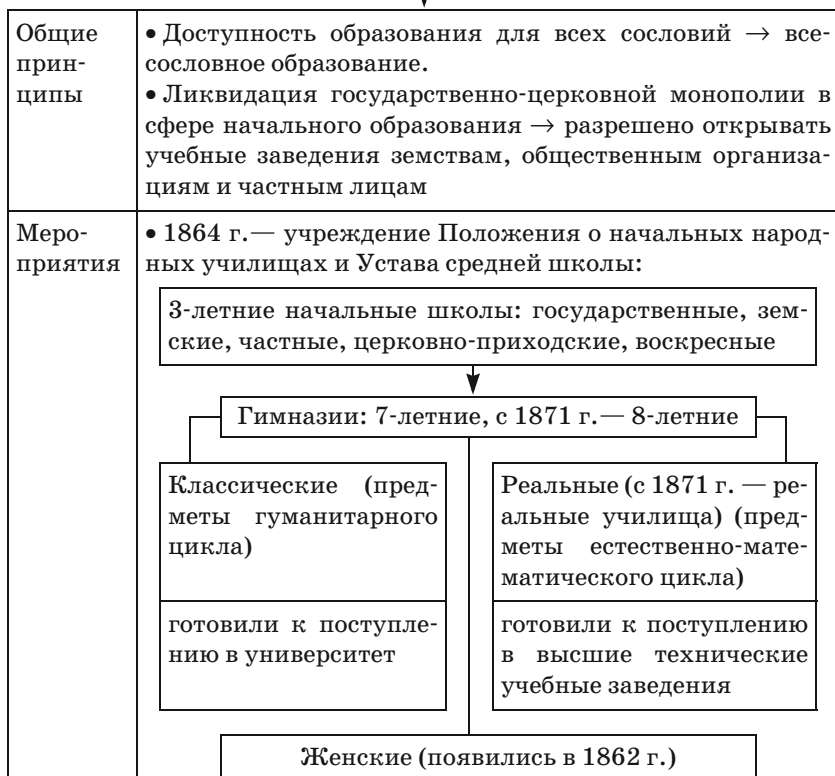 Общие
прин-
ципы
• Доступность образования для всех сословий → все-
сословное образование.
• Ликвидация государственно-церковной монополии в
сфере начального образования → разрешено открывать
учебные заведения земствам, общественным организа-
циям и частным лицам
Меро-
приятия
• 1864 г.— учреждение Положения о начальных народ-
ных училищах и Устава средней школы:
3-летние начальные школы: государственные, зем-
ские, частные, церковно-приходские, воскресные
Гимназии: 7-летние, с 1871 г.— 8-летние
Классические (пред-
меты гуманитарного
цикла)
готовили к поступле-
нию в университет
Реальные (с 1871 г. — ре-
альные училища) (пред-
меты естественно-мате-
матического цикла)
готовили к поступлению
в высшие технические
учебные заведения
Женские (появились в 1862 г.)